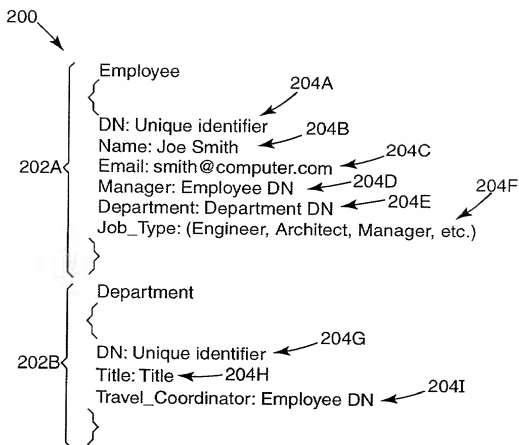 200
Employee
{
204A
DN: Unique identifier
204B
Name: Joe Smith
204C
Email: smith@computer.com
202A
204D
Manager: Employee DN
204E
204F
Department: Department DN
Job_Type: (Engineer, Architect, Manager, etc.)
}
Department
{
204G
DN: Unique identifier
202B
204H
Title: Title
204I
Travel_Coordinator: Employee DN
}